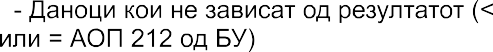 - Даноци кои не зависат од резултатот (<
или = АОП 212 од БУ)